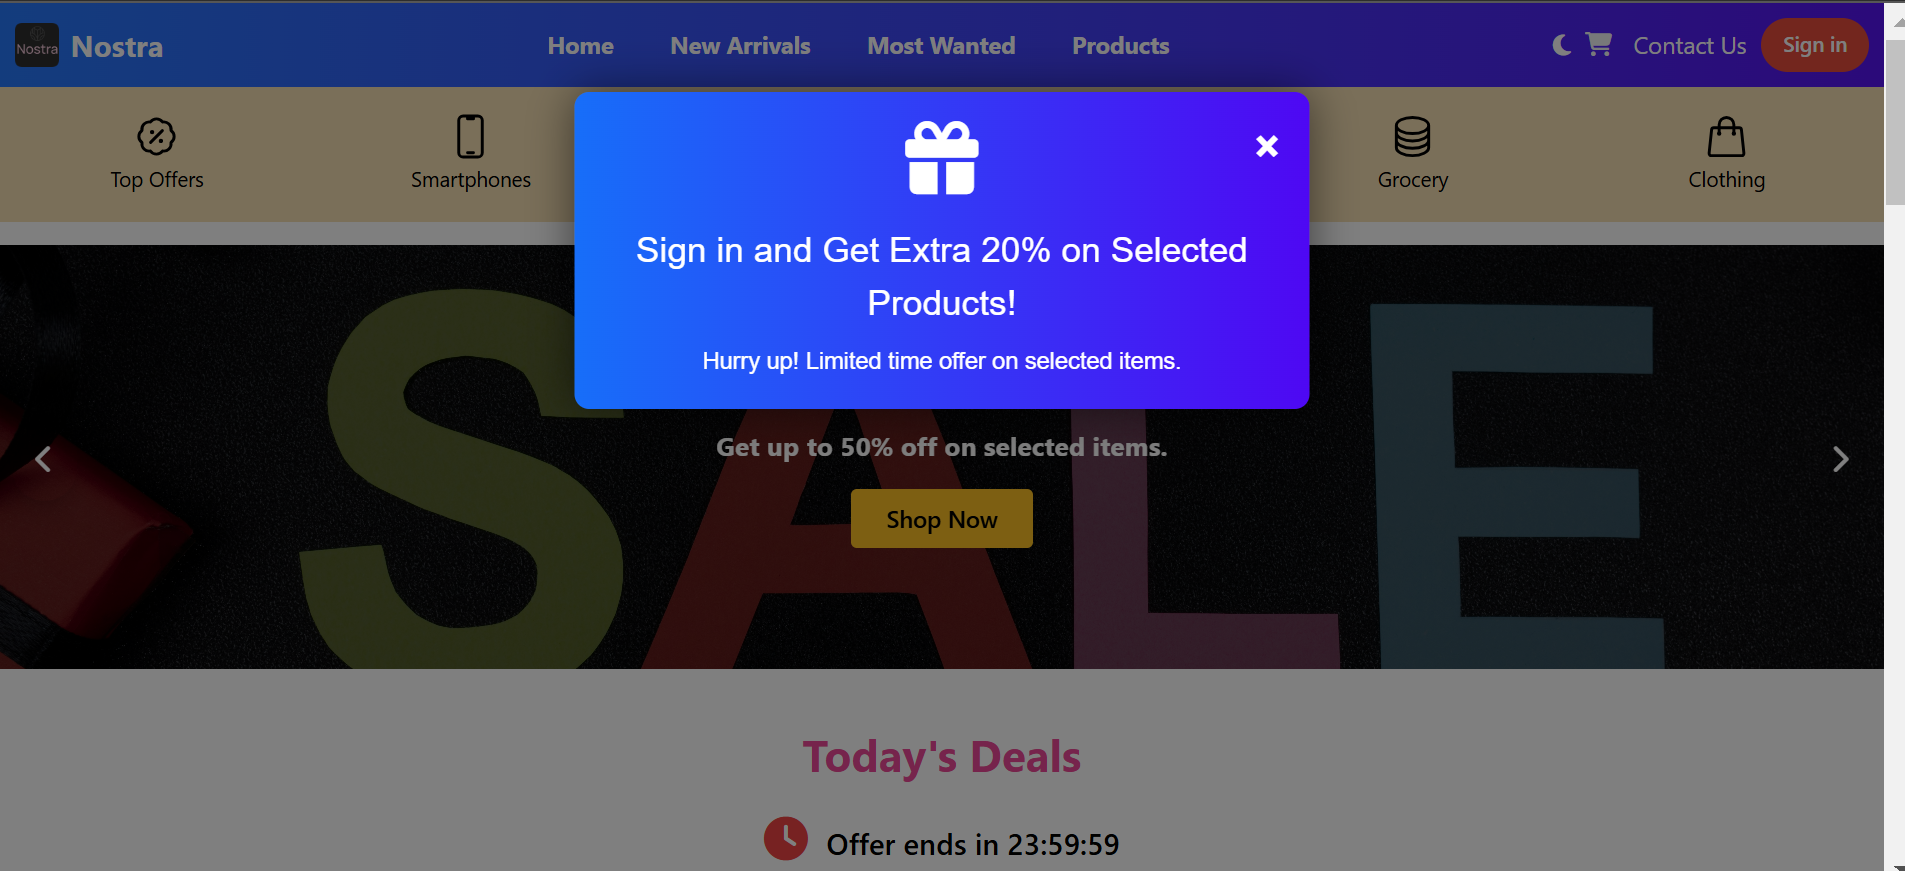 Nostra
Nostra
Home
New Arrivals
Most Wanted
Products
Contact Us
Sign in
Top Offers
Smartphones
Grocery
Clothing
Sign in and Get Extra 20% on Selected
Products!
Hurry up! Limited time offer on selected items.
SALE
Get up to 50% off on selected items.
Shop Now
Today's Deals
Offer ends in 23:59:59